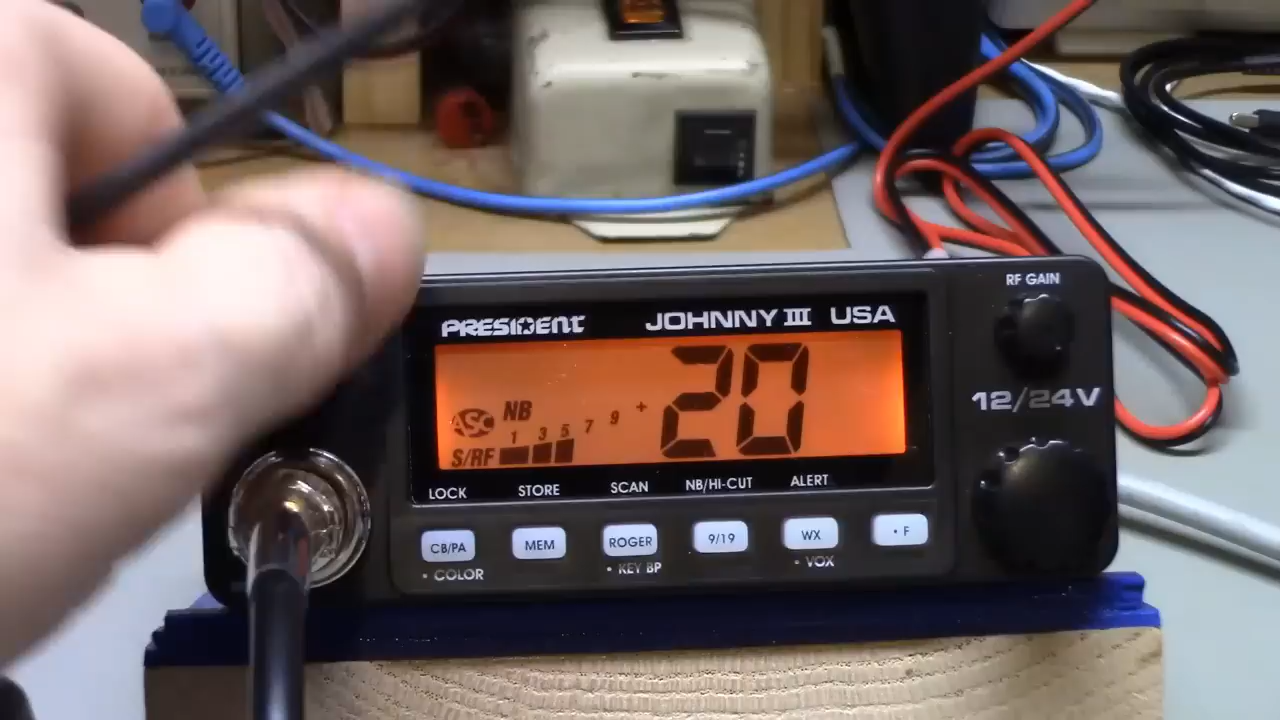 RF GAIN
PRESIDENT JOHNNY III USA
12/24V
20
ASC NB
1 3 5 7 9 +
S/RF
LOCK STORE SCAN NB/HI-CUT ALERT
CB/PA MEM ROGER 9/19 WX • F
• COLOR • KEY BP • VOX